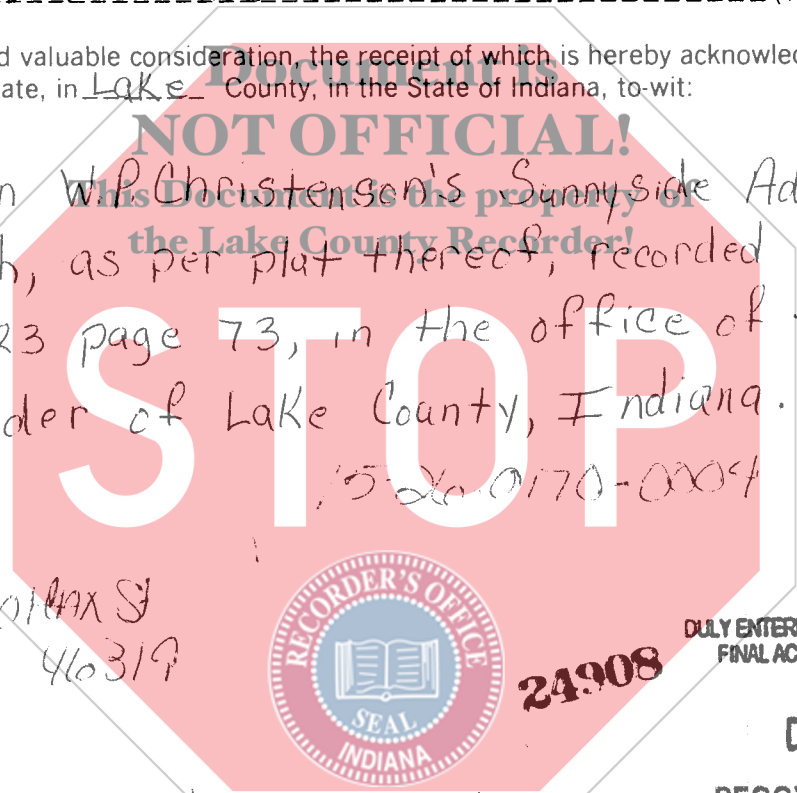 d valuable consideration, the receipt of which is hereby acknowled
ate, in Lake County, in the State of Indiana, to-wit:
Document is
NOT OFFICIAL!
This Document is the property of
the Lake County Recorder!
n W.P. Christenson's Sunnyside Ad
h, as per plat thereof, recorded
23 page 73, in the office of
der of Lake County, Indiana.
STOP
15-26-0170-0004
St
46319
RECORDER'S OFFICE
SEAL
INDIANA
24908
DULY ENTER
FINAL AC